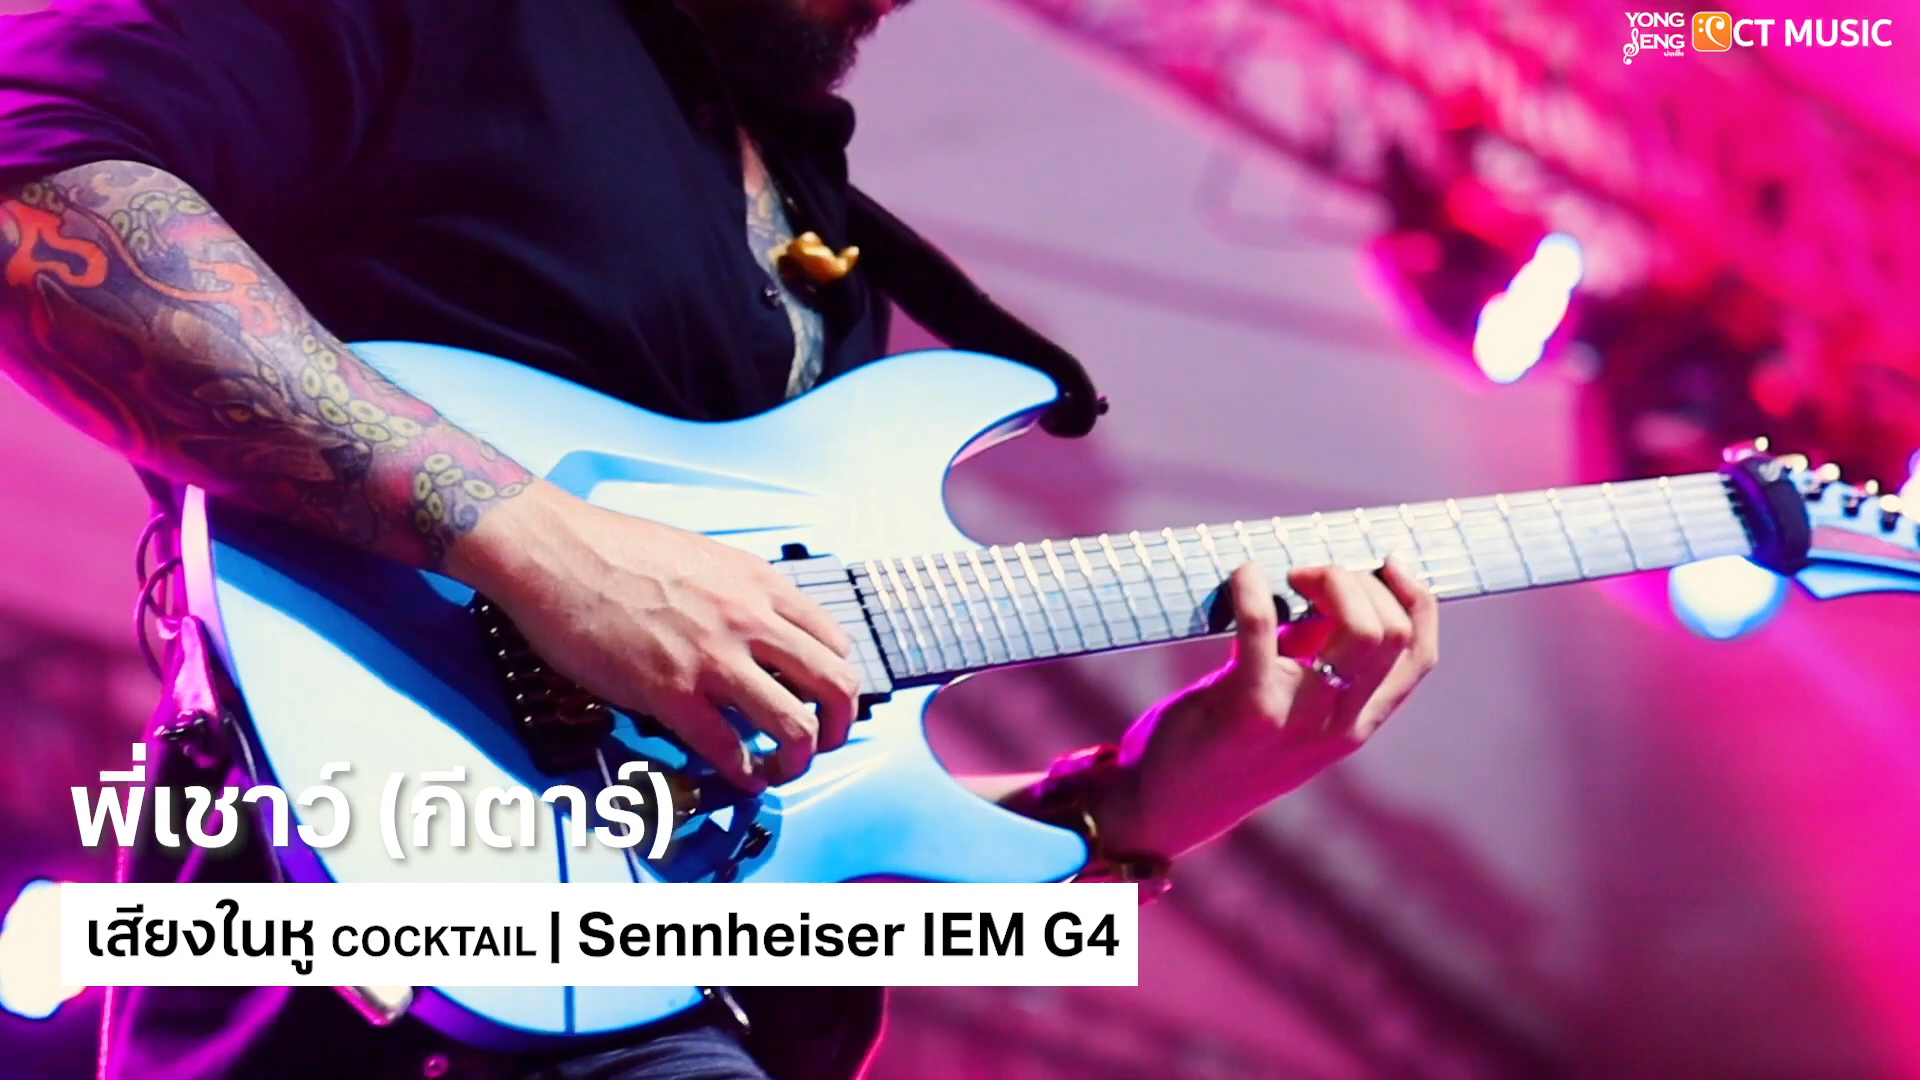 YONG
SENG
CT MUSIC
พี่เชาว์ (กีตาร์)
เสียงในหู COCKTAIL | Sennheiser IEM G4